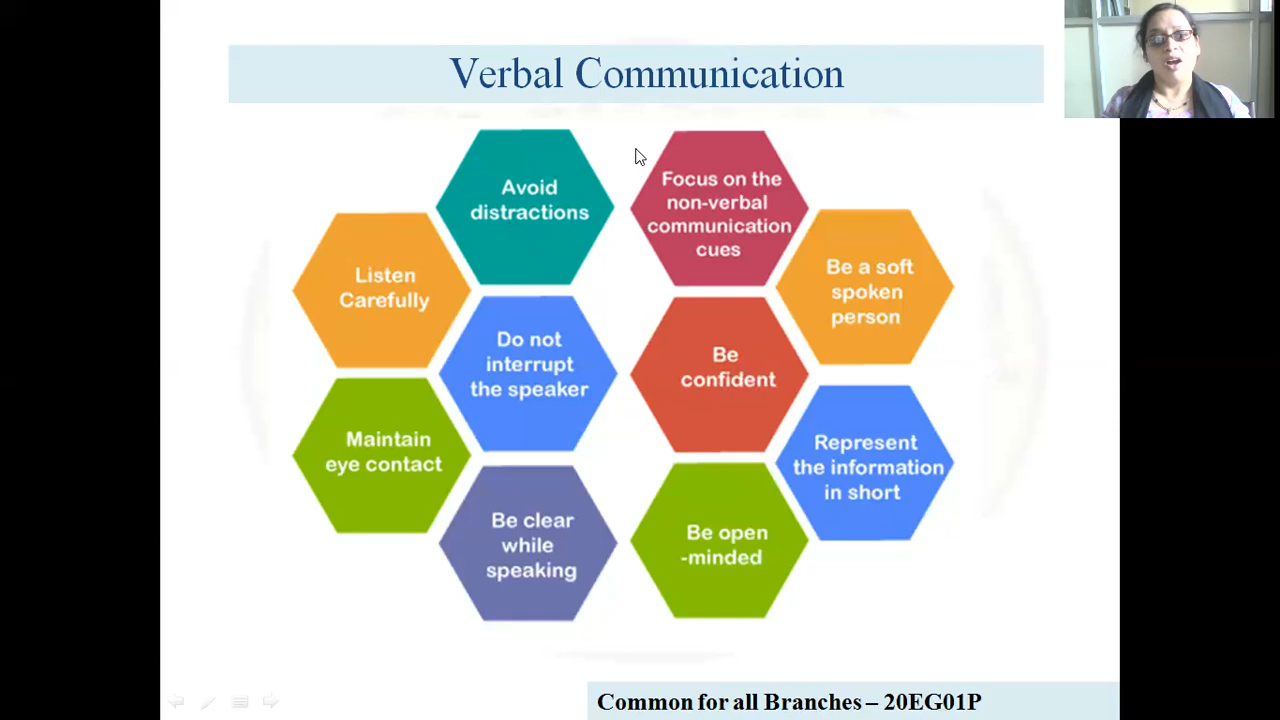 Verbal Communication
Avoid
distractions
Focus on the
non-verbal
communication
cues
Listen
Carefully
Be a soft
spoken
person
Do not
interrupt
the speaker
Be
confident
Maintain
eye contact
Represent
the information
in short
Be clear
while
speaking
Be open
-minded
Common for all Branches – 20EG01P